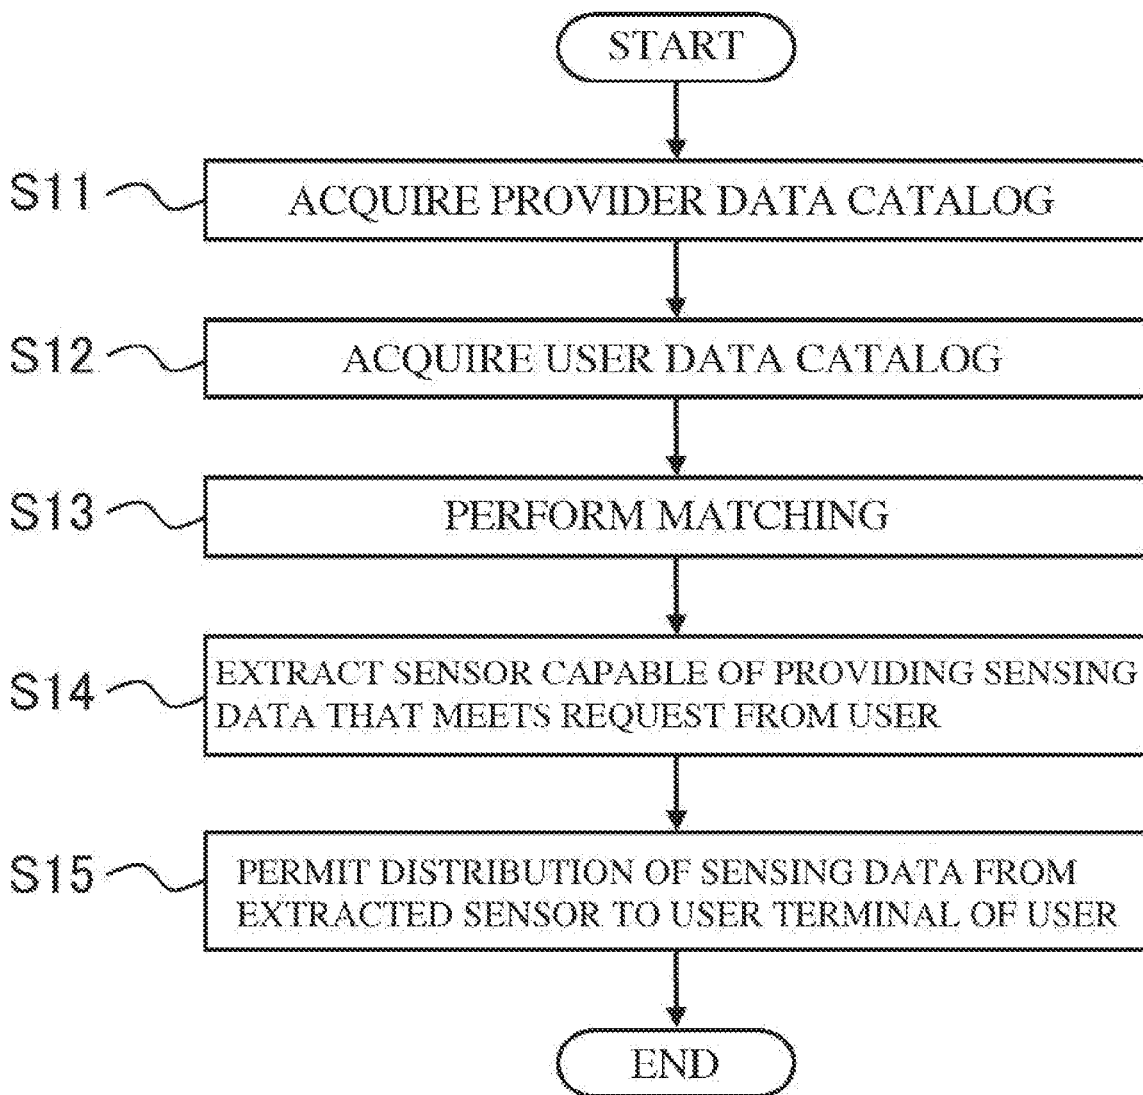 START
S11
ACQUIRE PROVIDER DATA CATALOG
S12
ACQUIRE USER DATA CATALOG
S13
PERFORM MATCHING
S14
EXTRACT SENSOR CAPABLE OF PROVIDING SENSING
DATA THAT MEETS REQUEST FROM USER
S15
PERMIT DISTRIBUTION OF SENSING DATA FROM
EXTRACTED SENSOR TO USER TERMINAL OF USER
END